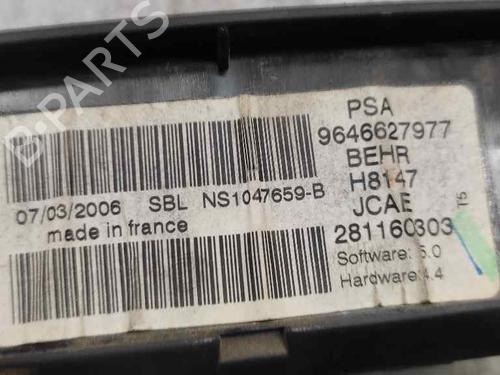 PSA
9646627977
BEHR
H8147
JCAE
281160303
Software: 5.0
Hardware: 4.4
T5
07/03/2006 SBL NS1047659-B
made in france
B-PARTS